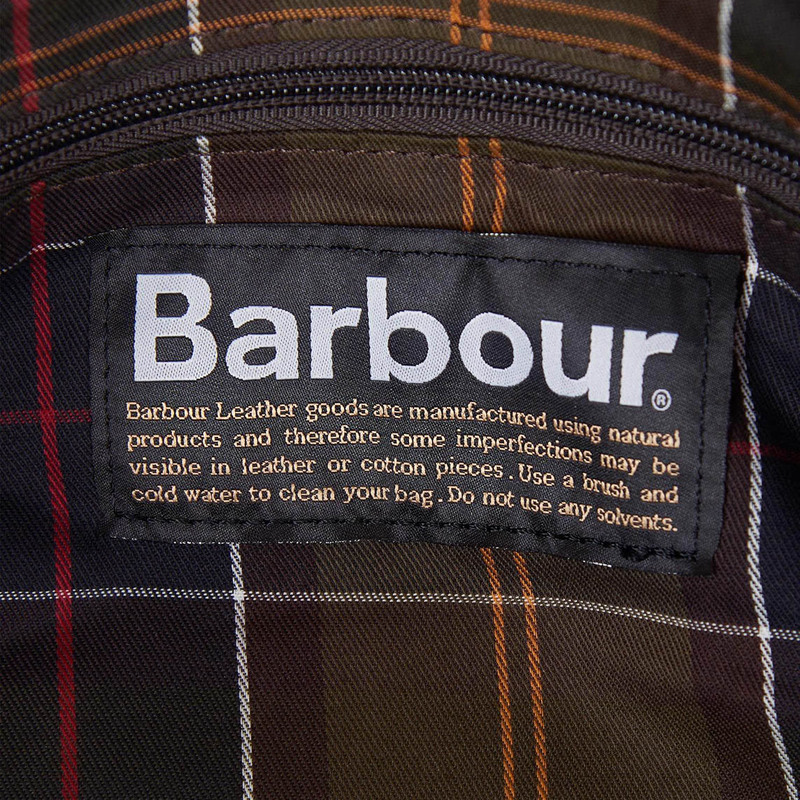 Barbour®
Barbour Leather goods are manufactured using natural
products and therefore some imperfections may be
visible in leather or cotton pieces. Use a brush and
cold water to clean your bag. Do not use any solvents.